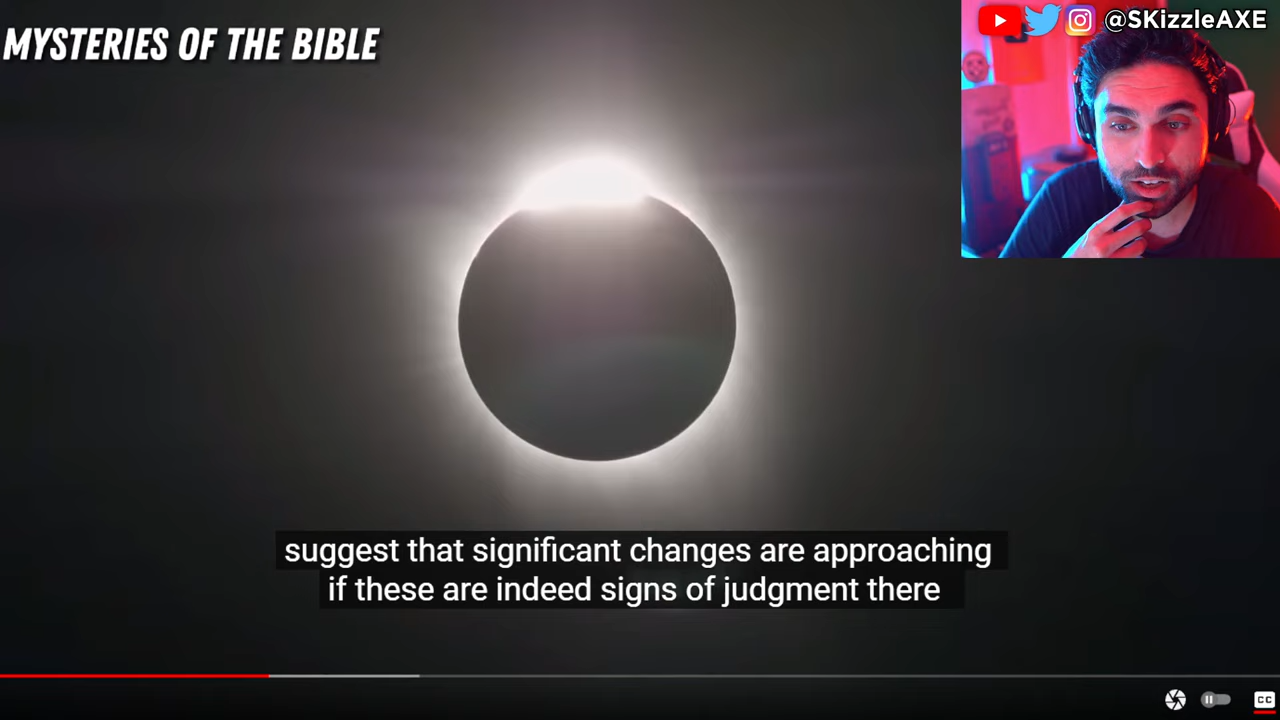 MYSTERIES OF THE BIBLE
@SKizzleAXE
suggest that significant changes are approaching
if these are indeed signs of judgment there
CC